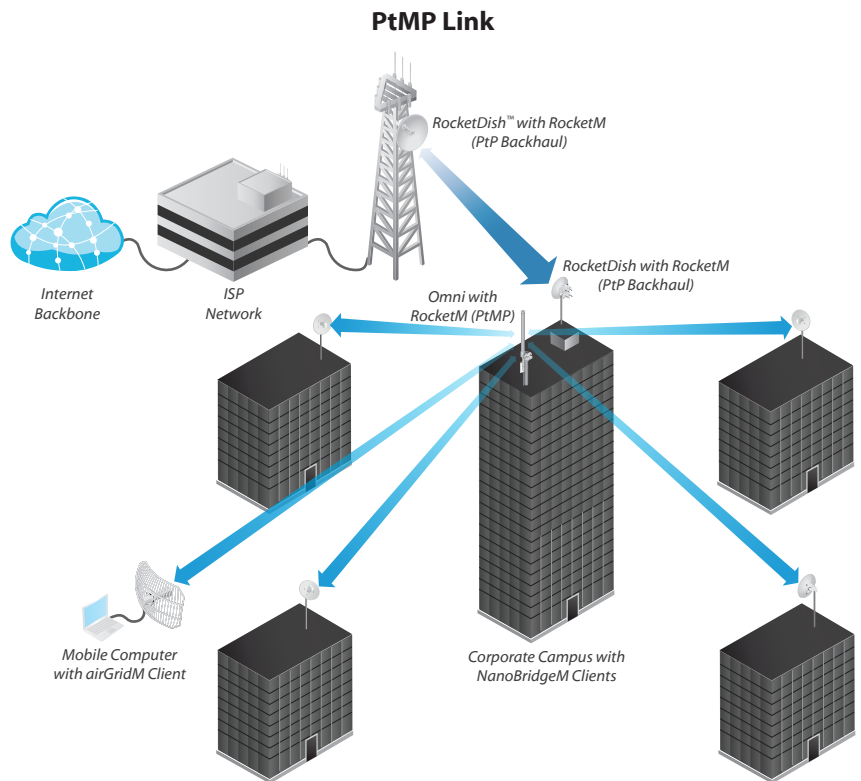 PtMP Link
RocketDish™ with RocketM
(PtP Backhaul)
RocketDish with RocketM
(PtP Backhaul)
Internet
Backbone
ISP
Network
Omni with
RocketM (PtMP)
Mobile Computer
with airGridM Client
Corporate Campus with
NanoBridgeM Clients